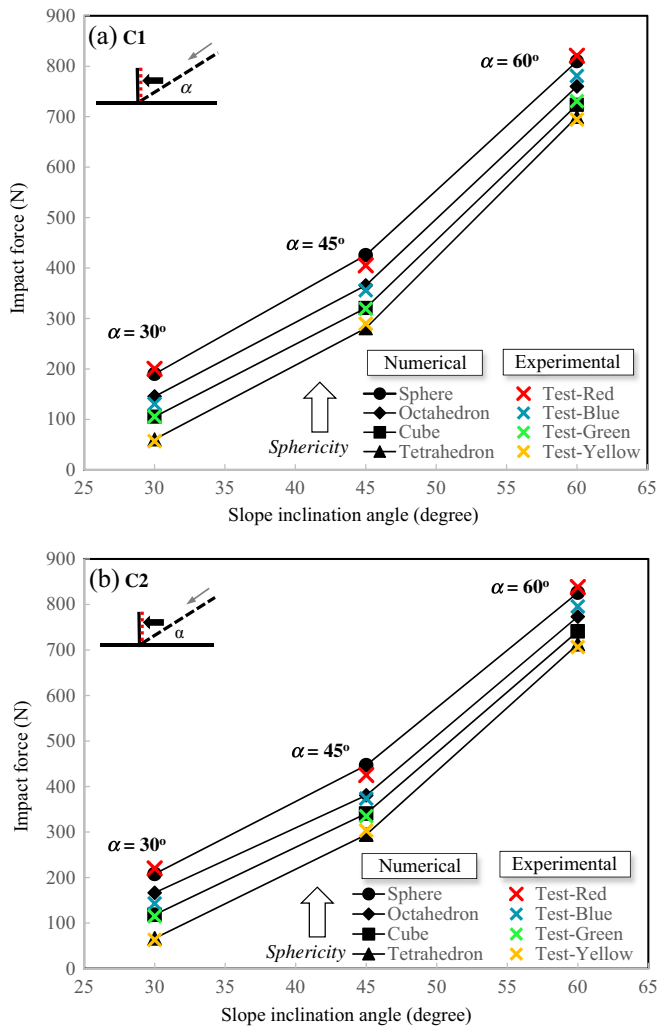 (a) C1
900
800
700
600
500
400
300
200
100
0
Impact force (N)
α
α = 30°
α = 45°
α = 60°
Numerical
Experimental
Sphere
Octahedron
Cube
Tetrahedron
Test-Red
Test-Blue
Test-Green
Test-Yellow
Sphericity
25 30 35 40 45 50 55 60 65
Slope inclination angle (degree)
(b) C2
900
800
700
600
500
400
300
200
100
0
Impact force (N)
α
α = 30°
α = 45°
α = 60°
Numerical
Experimental
Sphere
Octahedron
Cube
Tetrahedron
Test-Red
Test-Blue
Test-Green
Test-Yellow
Sphericity
25 30 35 40 45 50 55 60 65
Slope inclination angle (degree)